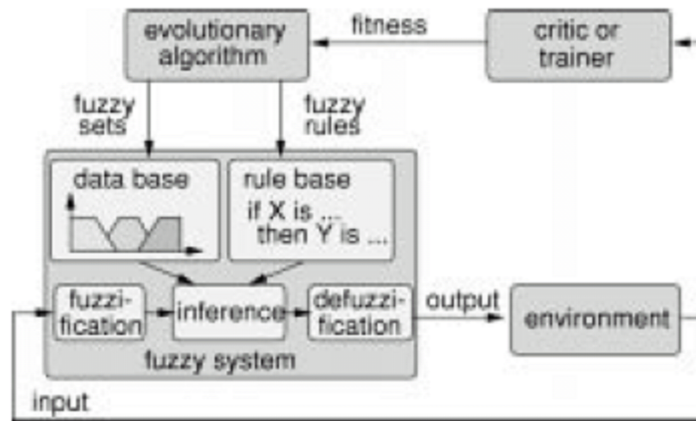 evolutionary
algorithm
fitness
critic or
trainer
fuzzy
sets
fuzzy
rules
data base
rule base
if X is ...
then Y is ...
fuzzi-
fication
inference
defuzzi-
fication
output
environment
fuzzy system
input